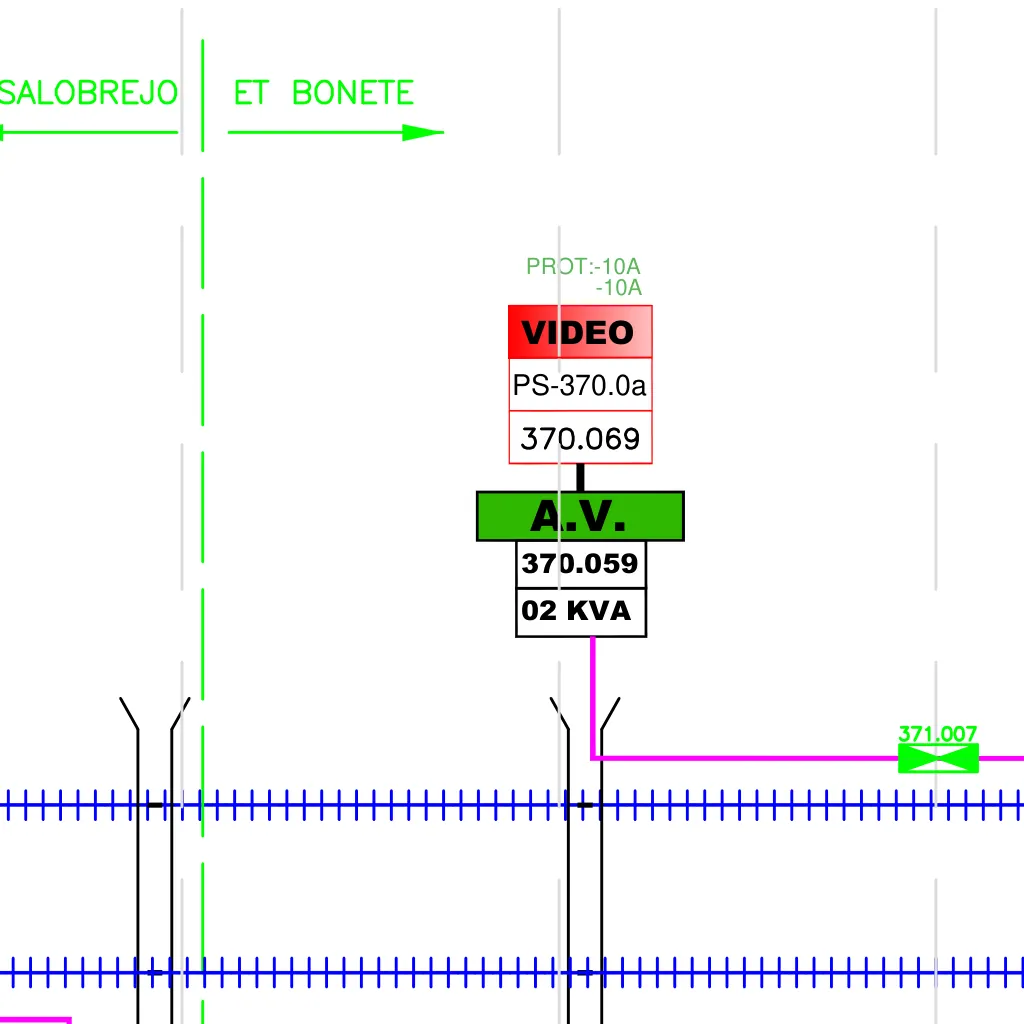 SALOBREJO
ET BONETE
PROT:-10A
-10A
VIDEO
PS-370.0a
370.069
A.V.
370.059
02 KVA
371.007